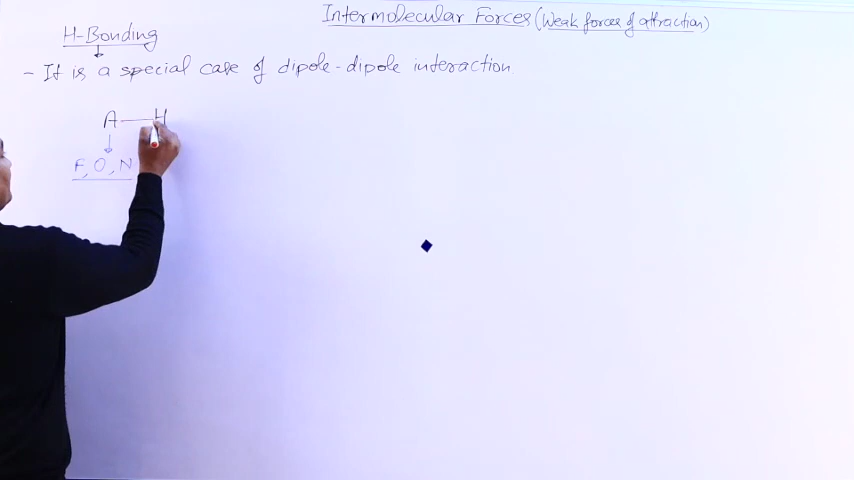 Intermolecular Forces (Weak forces of attraction)
H-Bonding
- It is a special case of dipole-dipole interaction
A — H
F, O, N